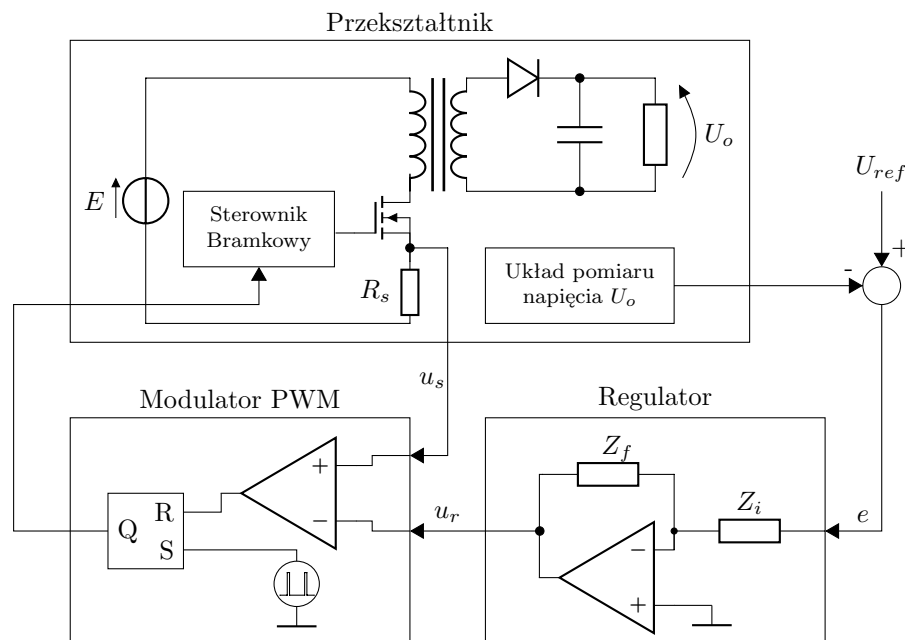 Przekształtnik
E
Sterownik
Bramkowy
R_s
U_o
Układ pomiaru
napięcia U_o
U_ref
+
-
u_s
Modulator PWM
Regulator
+
−
R
Q
S
u_r
Z_f
Z_i
e
−
+